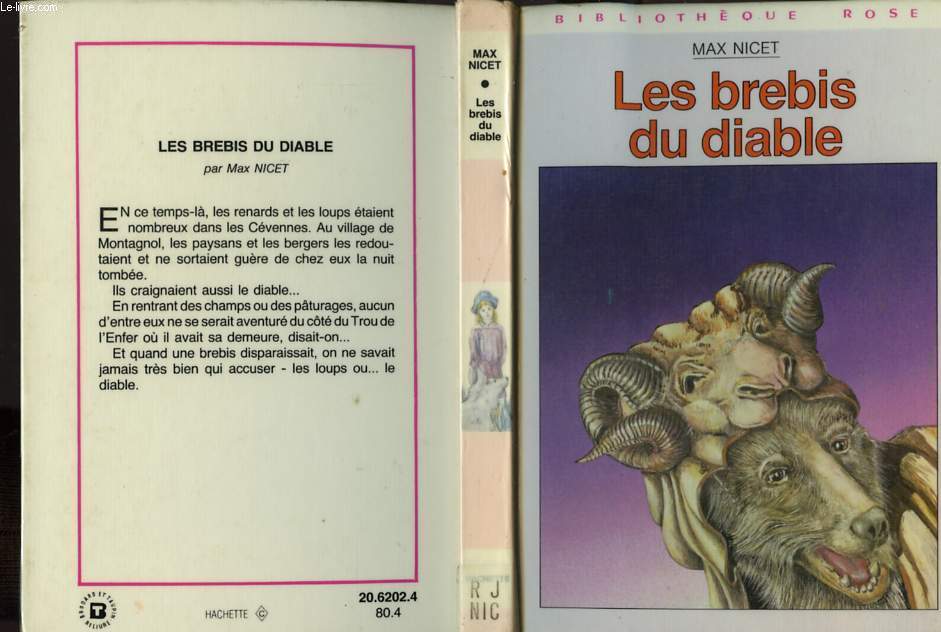 Le-livre.com
LES BREBIS DU DIABLE
par Max NICET
EN ce temps-là, les renards et les loups étaient
nombreux dans les Cévennes. Au village de
Montagnol, les paysans et les bergers les redou-
taient et ne sortaient guère de chez eux la nuit
tombée.
Ils craignaient aussi le diable...
En rentrant des champs ou des pâturages, aucun
d'entre eux ne se serait aventuré du côté du Trou de
l'Enfer où il avait sa demeure, disait-on...
Et quand une brebis disparaissait, on ne savait
jamais très bien qui accuser - les loups ou... le
diable.
BRODARD ET TAUPIN
RELIURE
HACHETTE
20.6202.4
80.4
MAX
NICET
Les
brebis
du
diable
R J
NIC
BIBLIOTHÈQUE ROSE
MAX NICET
Les brebis
du diable